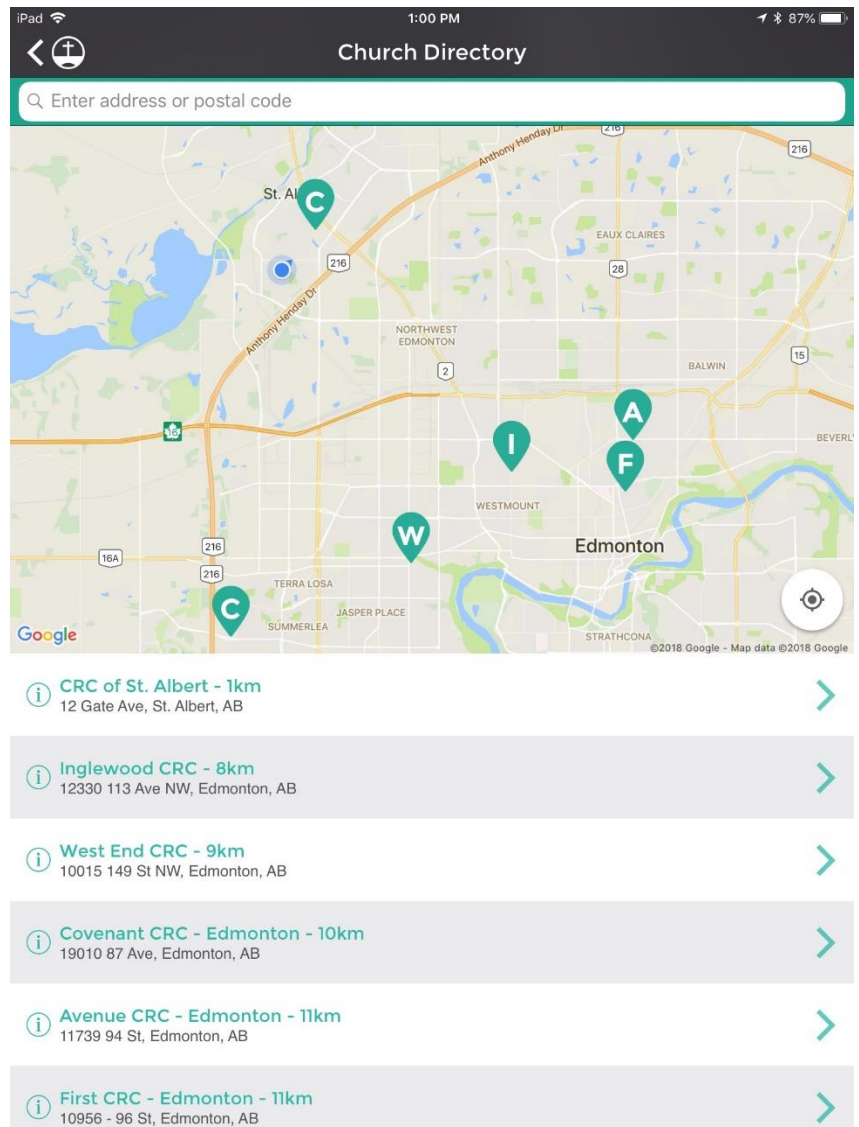 iPad 1:00 PM 87%
Church Directory
Enter address or postal code
Anthony Henday Dr
216
216
St. Al
C
EAUX CLAIRES
216
28
Anthony Henday Dr
NORTHWEST
EDMONTON
2
15
BALWIN
A
16
I
BEVERL
F
WESTMOUNT
W
Edmonton
216
16A
216
TERRA LOSA
C
JASPER PLACE
SUMMERLEA
Google
STRATHCONA
©2018 Google - Map data ©2018 Google
CRC of St. Albert - 1km
12 Gate Ave, St. Albert, AB
Inglewood CRC - 8km
12330 113 Ave NW, Edmonton, AB
West End CRC - 9km
10015 149 St NW, Edmonton, AB
Covenant CRC - Edmonton - 10km
19010 87 Ave, Edmonton, AB
Avenue CRC - Edmonton - 11km
11739 94 St, Edmonton, AB
First CRC - Edmonton - 11km
10956 - 96 St, Edmonton, AB